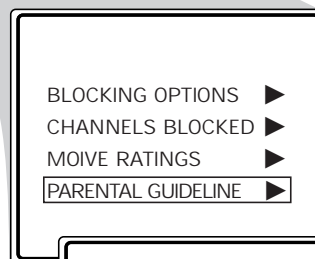 BLOCKING OPTIONS ▶
CHANNELS BLOCKED ▶
MOIVE RATINGS ▶
PARENTAL GUIDELINE ▶